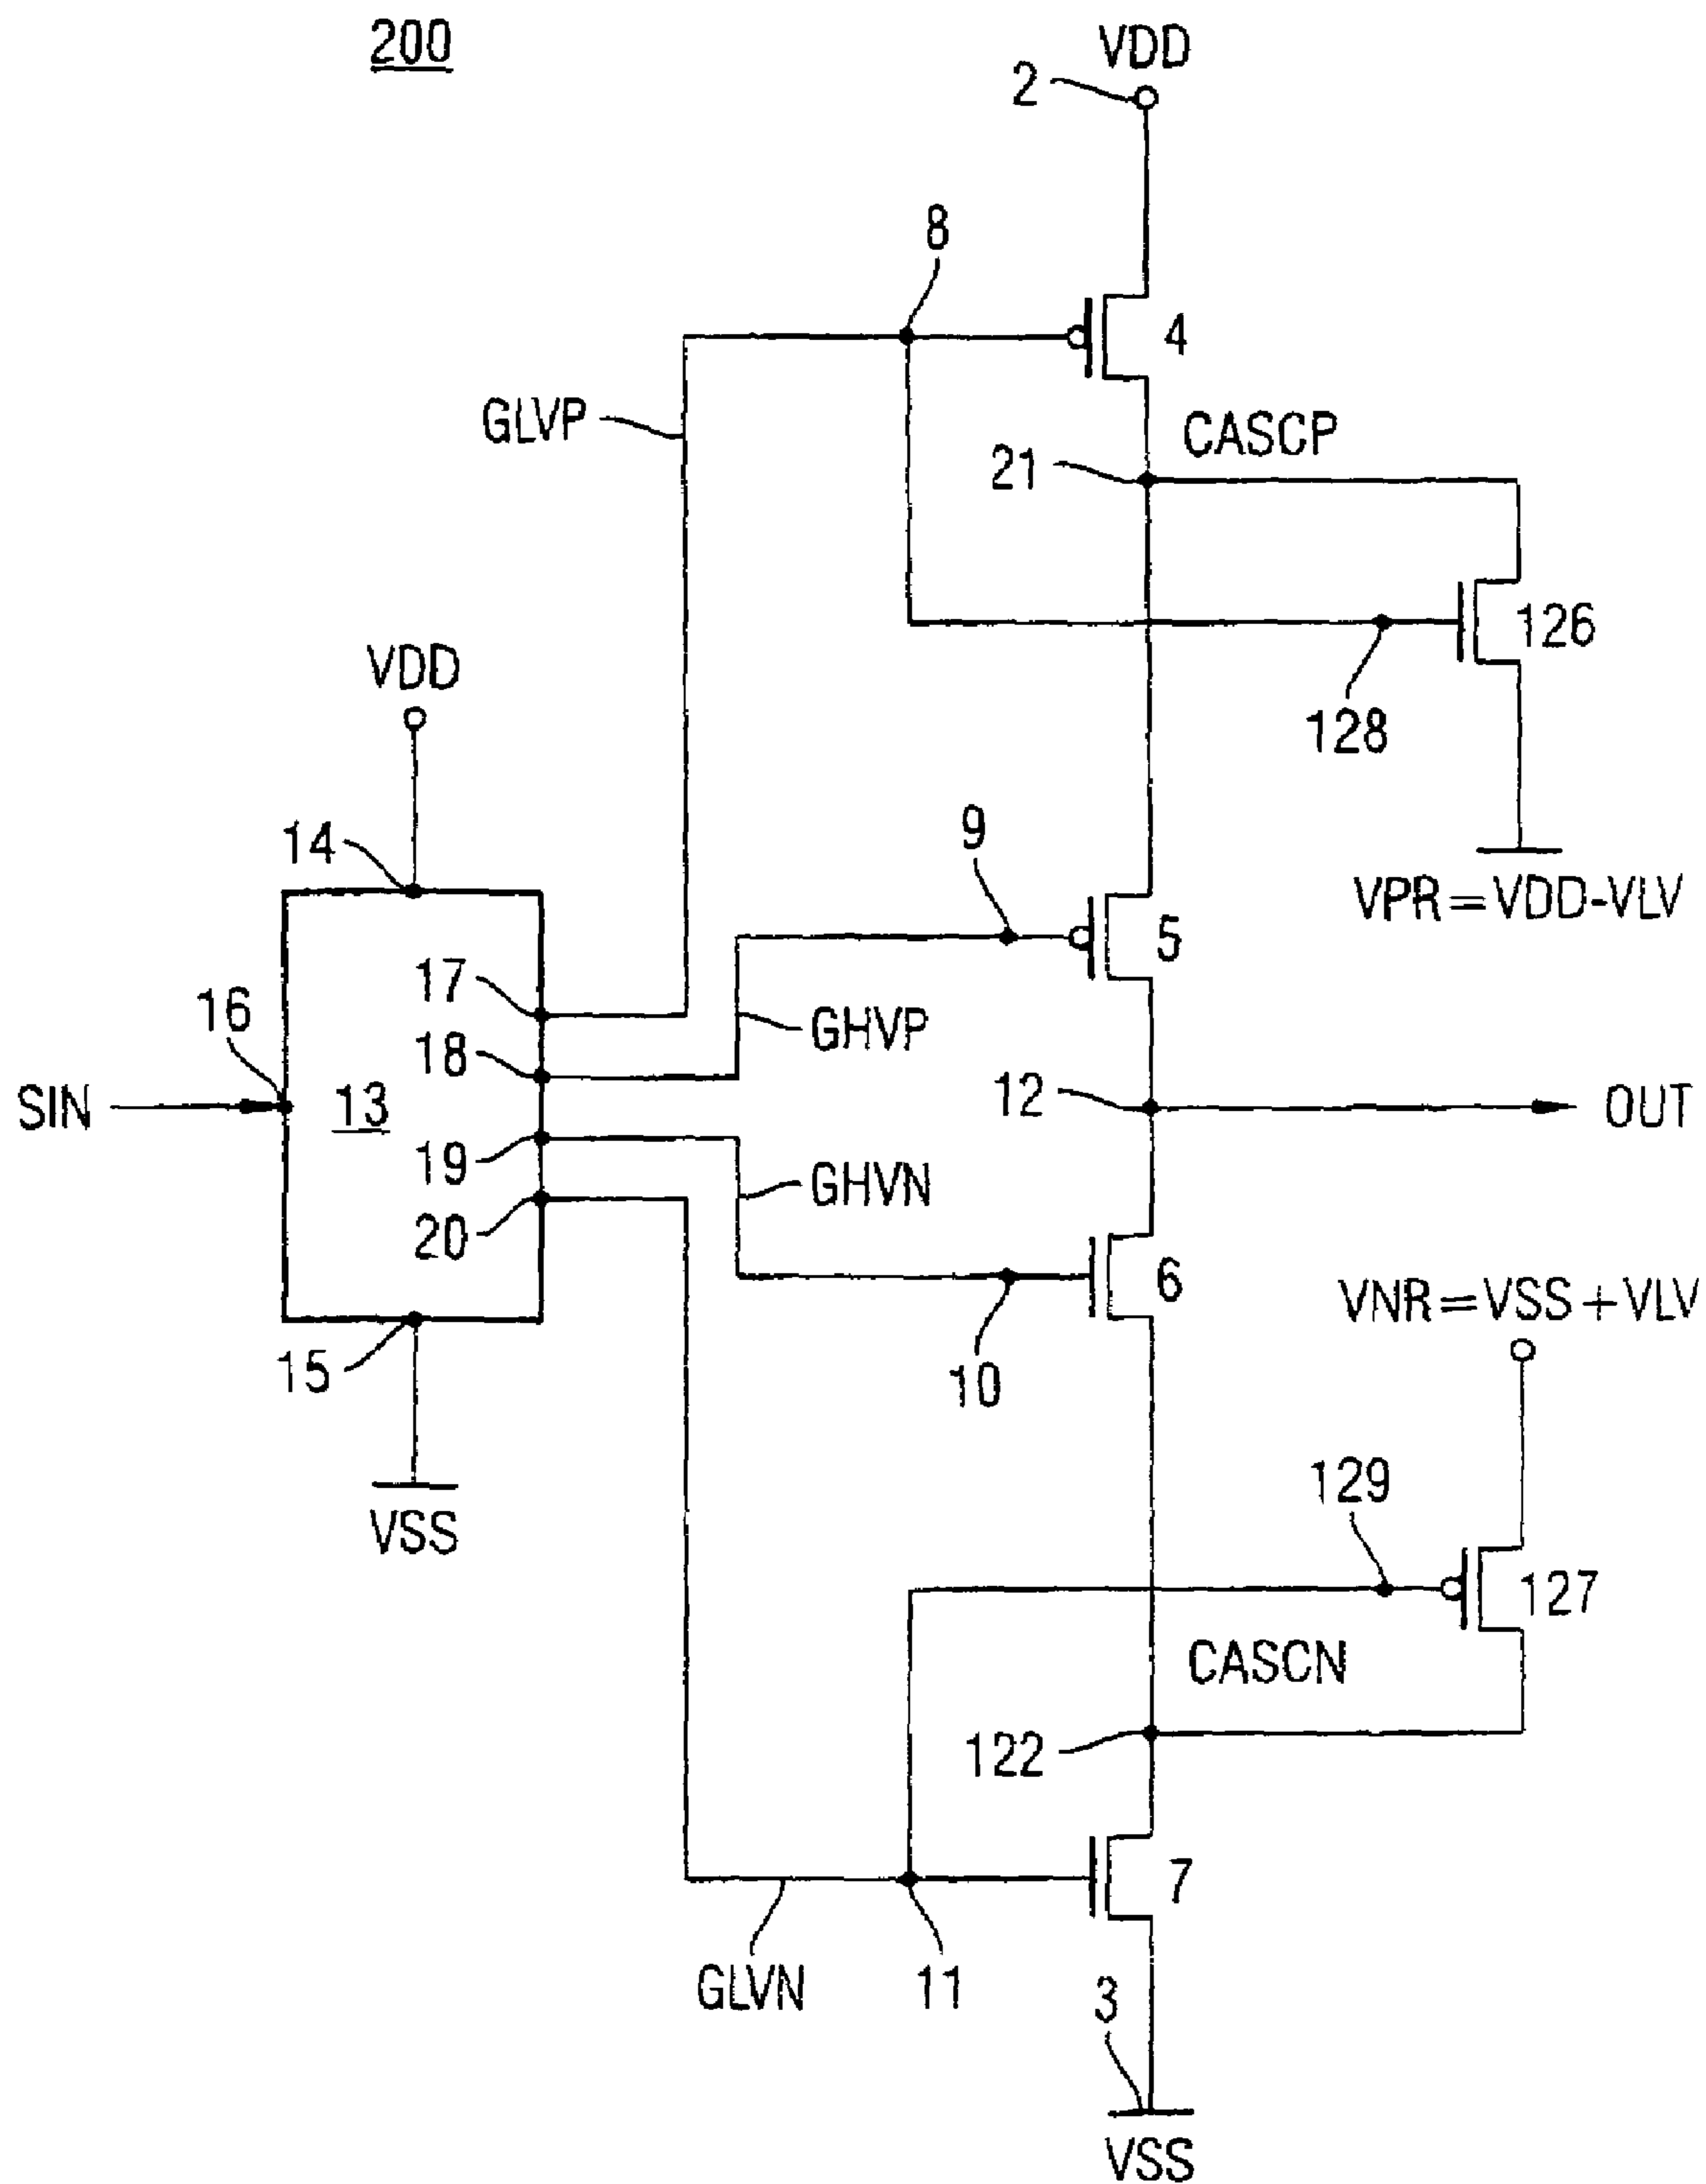 200
VDD
2
8
4
GLVP
CASCP
21
126
VDD
128
14
9
VPR=VDD-VLV
5
17
16
GHVP
18
SIN
13
12
OUT
19
GHVN
20
6
VNR=VSS+VLV
15
10
129
VSS
127
CASCN
122
7
GLVN
11
3
VSS